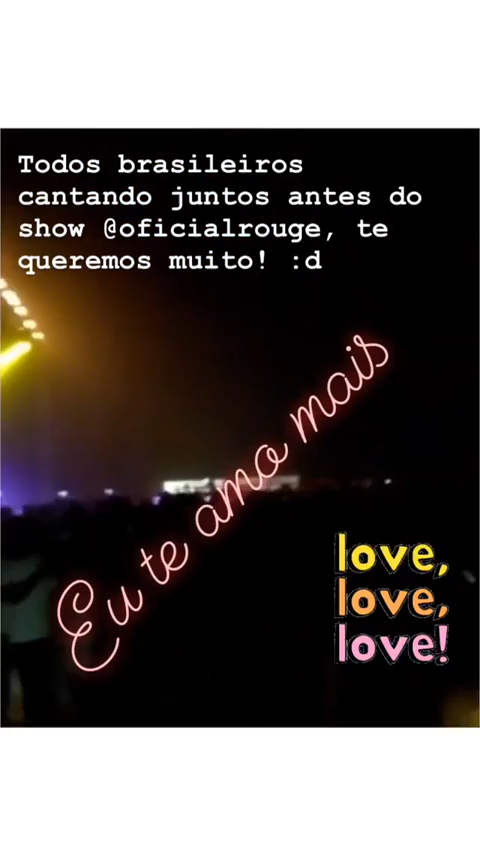 Todos brasileiros
cantando juntos antes do
show @oficialrouge, te
queremos muito! :d
Eu te amo mais
love,
love,
love!